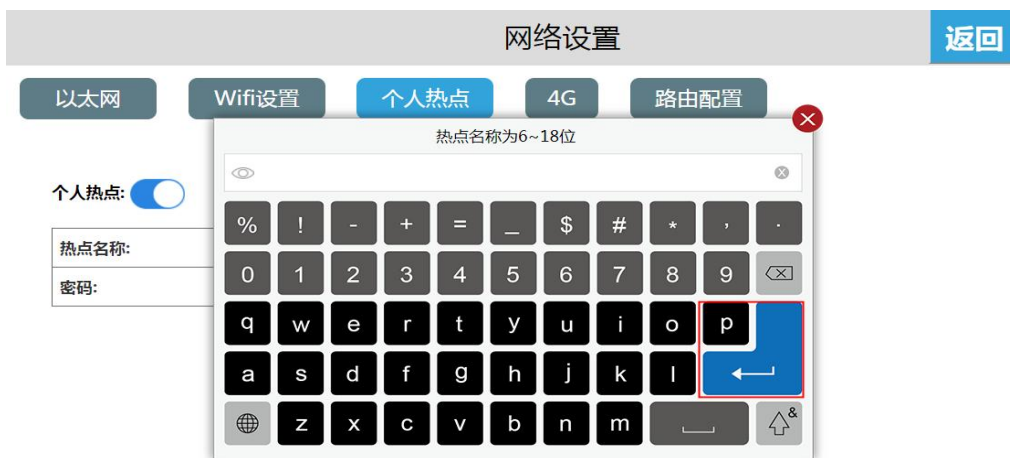 网络设置
返回
以太网 Wifi设置 个人热点 4G 路由配置
热点名称为6~18位
个人热点:
热点名称:
密码:
% ! - + = _ $ # * , .
0 1 2 3 4 5 6 7 8 9
q w e r t y u i o p
a s d f g h j k l
z x c v b n m &